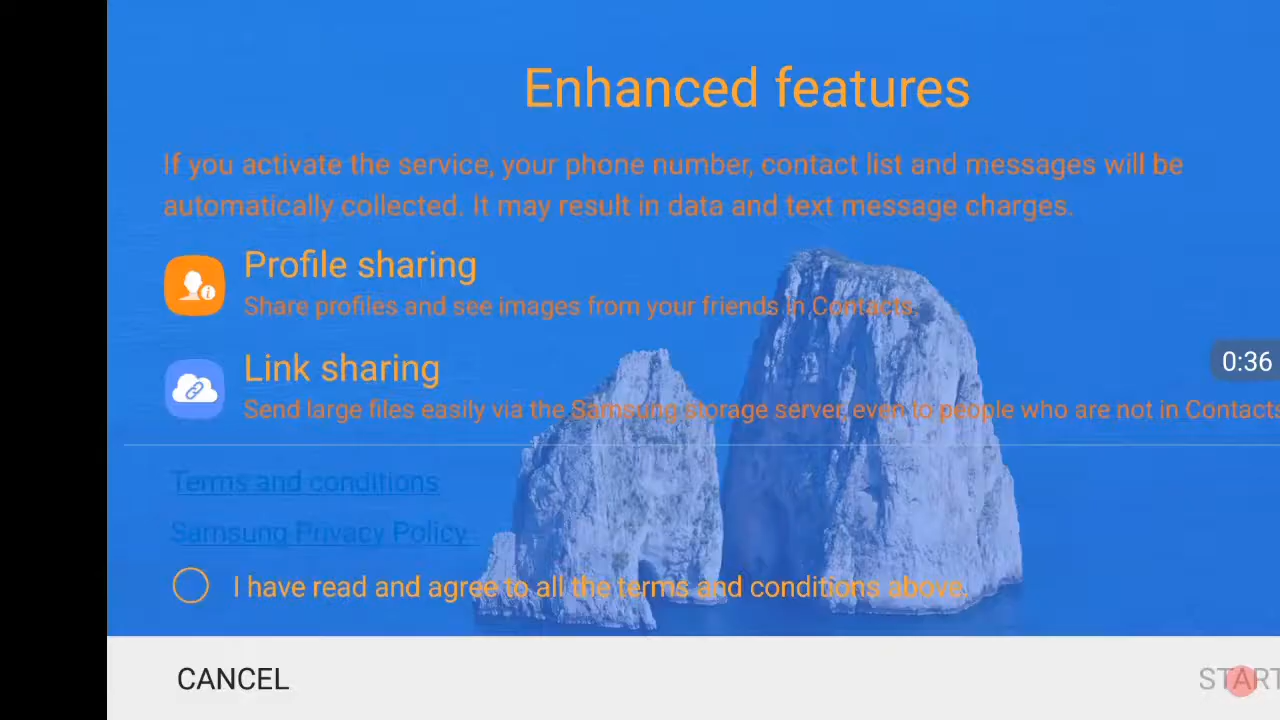 Enhanced features
If you activate the service, your phone number, contact list and messages will be
automatically collected. It may result in data and text message charges.
Profile sharing
Share profiles and see images from your friends in Contacts.
Link sharing
0:36
Send large files easily via the Samsung storage server, even to people who are not in Contacts
Terms and conditions
Samsung Privacy Policy
I have read and agree to all the terms and conditions above.
CANCEL
START